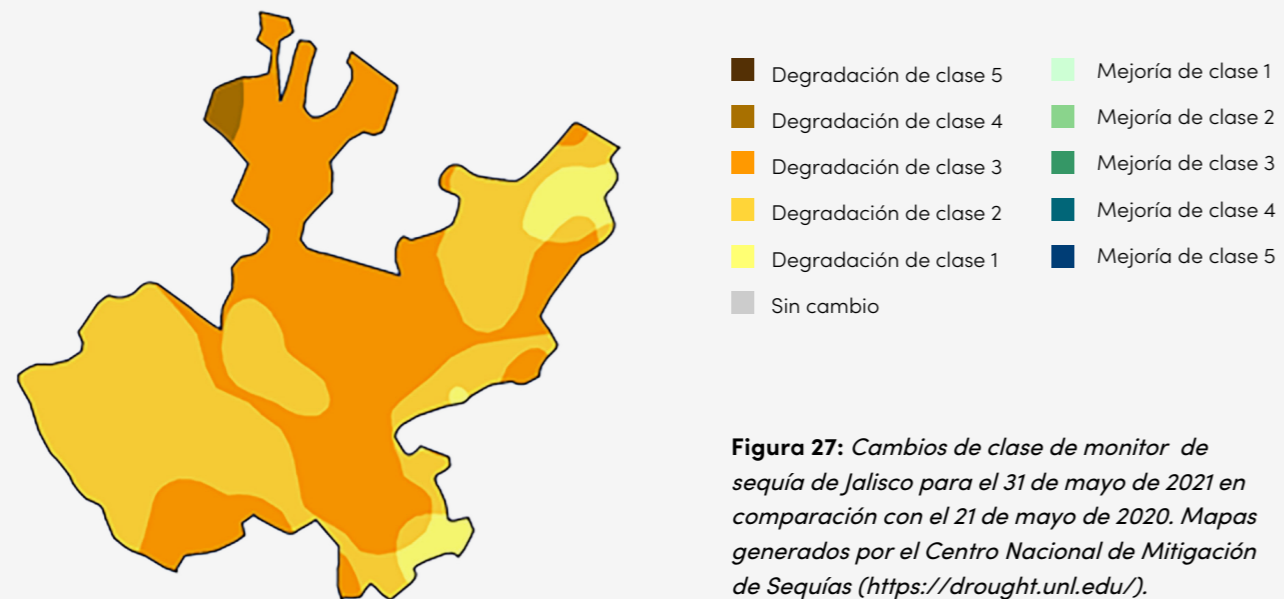 Degradación de clase 5
Degradación de clase 4
Degradación de clase 3
Degradación de clase 2
Degradación de clase 1
Sin cambio
Mejoría de clase 1
Mejoría de clase 2
Mejoría de clase 3
Mejoría de clase 4
Mejoría de clase 5
Figura 27: Cambios de clase de monitor de
sequía de Jalisco para el 31 de mayo de 2021 en
comparación con el 21 de mayo de 2020. Mapas
generados por el Centro Nacional de Mitigación
de Sequías (https://drought.unl.edu/).